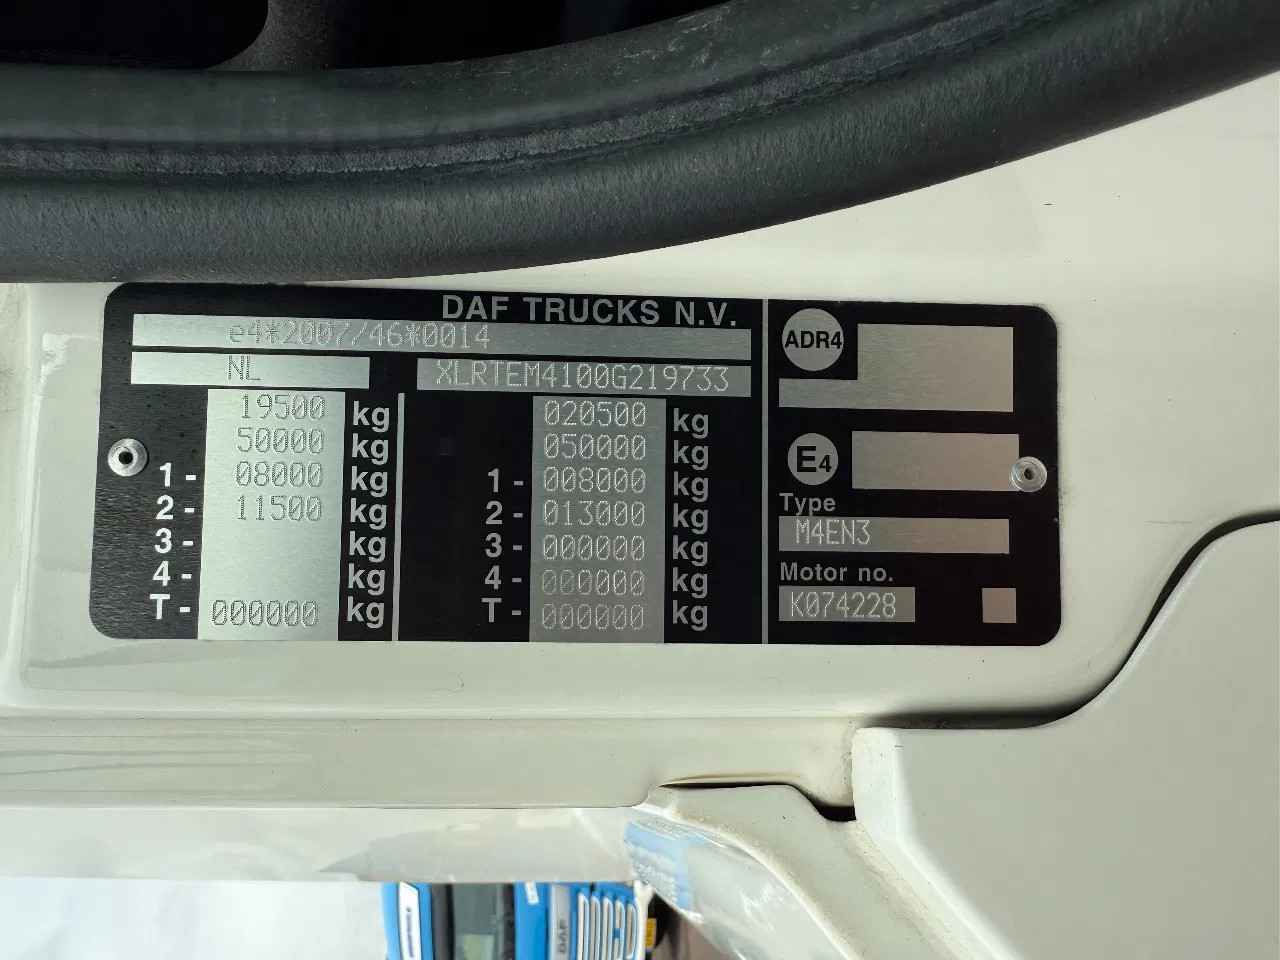 DAF TRUCKS N.V.
e4*2007/46*0014
NL
XLRTEM4100G219733
19500 kg
50000 kg
1- 08000 kg
2- 11500 kg
3- kg
4- kg
T- 000000 kg
020500 kg
050000 kg
1- 008000 kg
2- 013000 kg
3- 000000 kg
4- 000000 kg
T- 000000 kg
ADR4
E4
Type
M4EN3
Motor no.
K074228
DAF